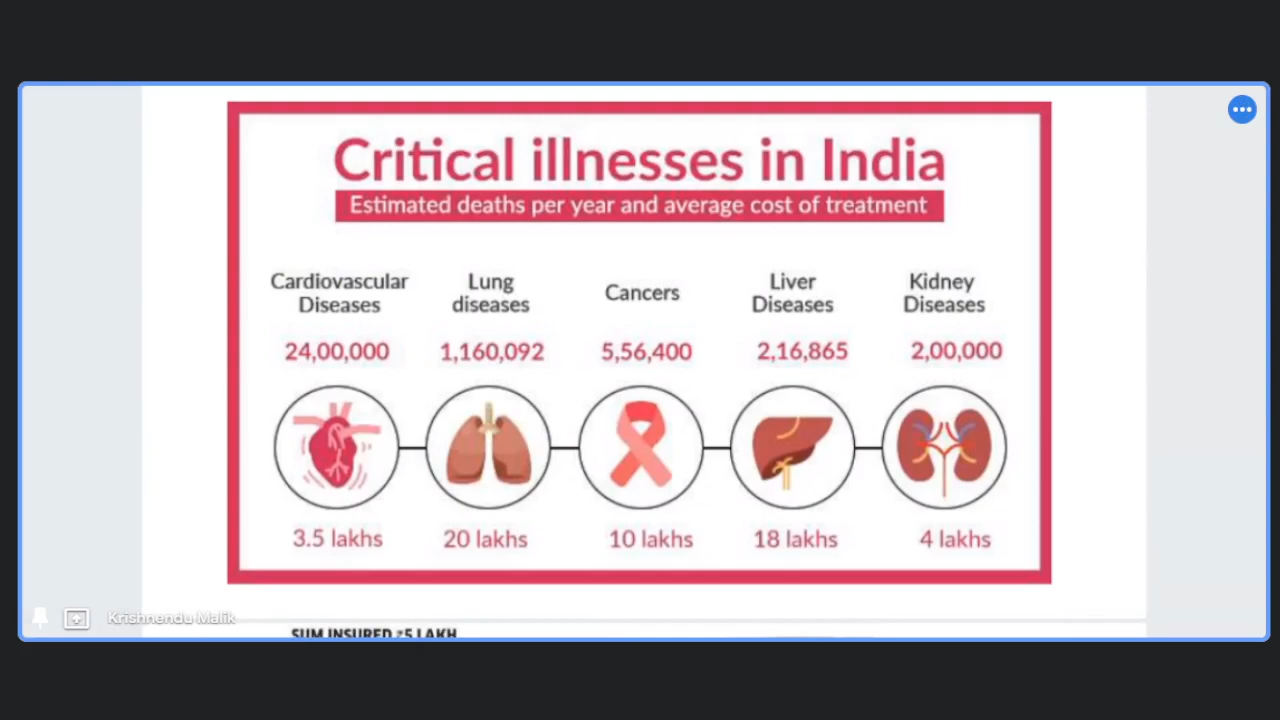 Critical illnesses in India
Estimated deaths per year and average cost of treatment
Cardiovascular
Diseases
Lung
diseases
Cancers
Liver
Diseases
Kidney
Diseases
24,00,000
1,160,092
5,56,400
2,16,865
2,00,000
3.5 lakhs
20 lakhs
10 lakhs
18 lakhs
4 lakhs
Krishnendu Malik
SUM INSURED ₹5 LAKH